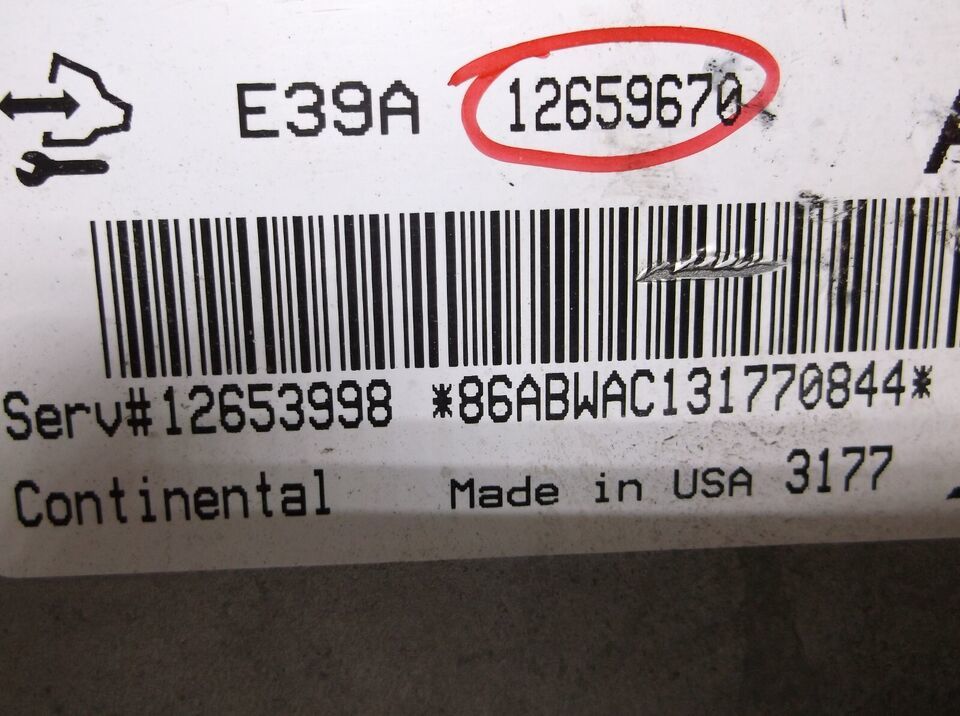 E39A 12659670
Serv#12653998 *86ABWAC131770844*
Continental Made in USA 3177